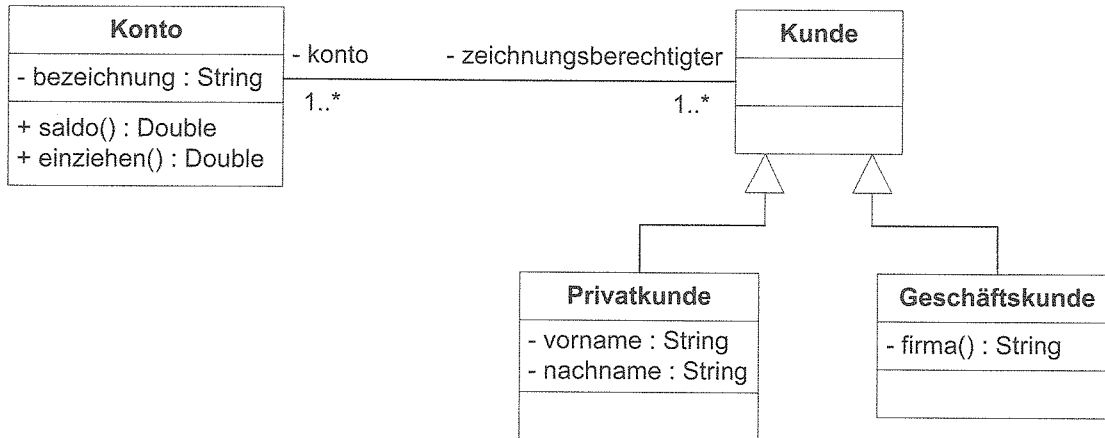 Konto
- bezeichnung : String
+ saldo() : Double
+ einziehen() : Double
- konto
1..*
- zeichnungsberechtigter
1..*
Kunde
Privatkunde
- vorname : String
- nachname : String
Geschäftskunde
- firma() : String